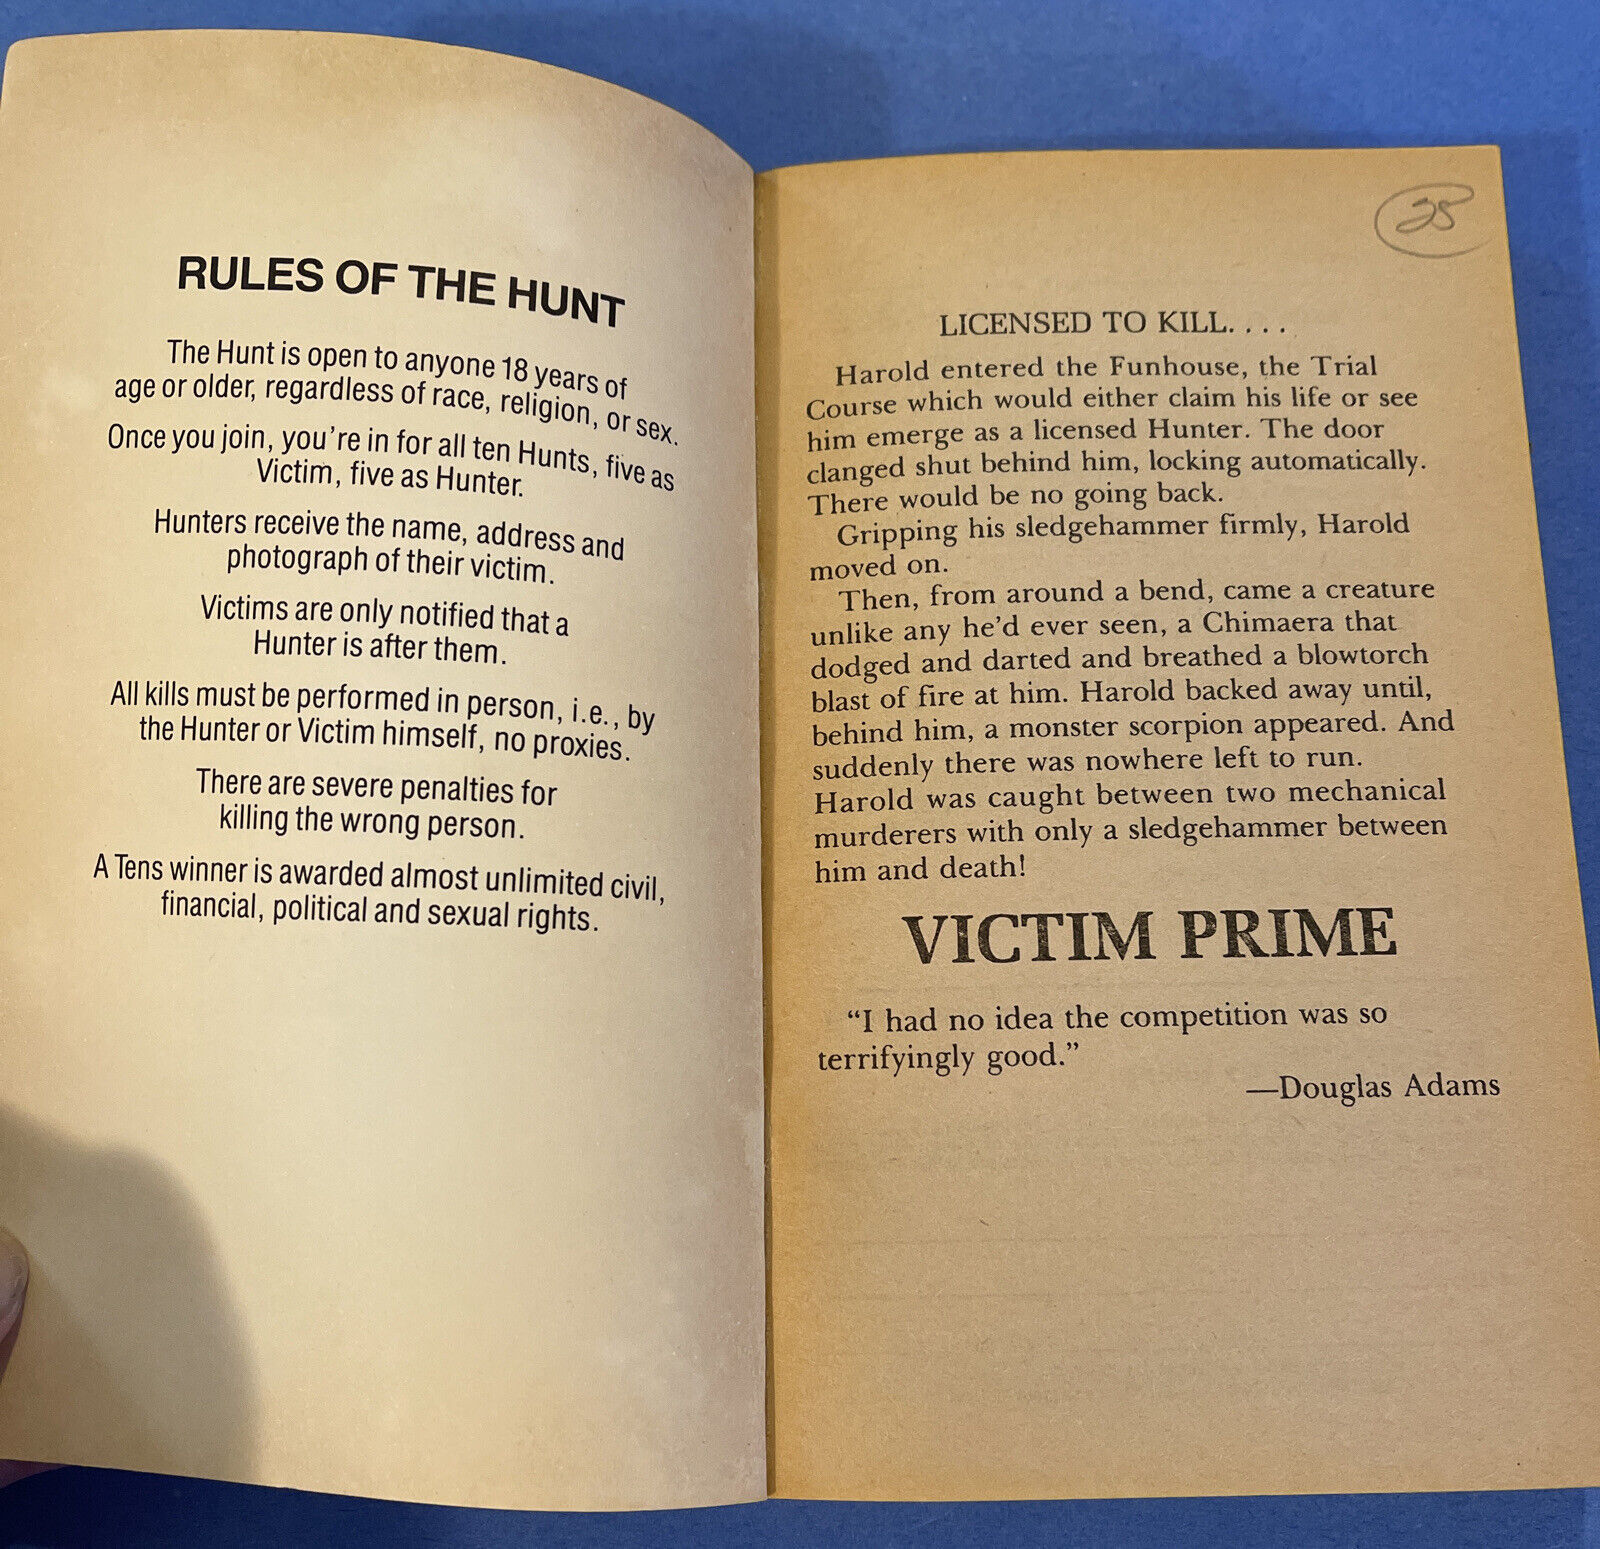 RULES OF THE HUNT
The Hunt is open to anyone 18 years of
age or older, regardless of race, religion, or sex.
Once you join, you're in for all ten Hunts, five as
Victim, five as Hunter.
Hunters receive the name, address and
photograph of their victim.
Victims are only notified that a
Hunter is after them.
All kills must be performed in person, i.e., by
the Hunter or Victim himself, no proxies.
There are severe penalties for
killing the wrong person.
A Tens winner is awarded almost unlimited civil,
financial, political and sexual rights.
25
LICENSED TO KILL. . . .
Harold entered the Funhouse, the Trial
Course which would either claim his life or see
him emerge as a licensed Hunter. The door
clanged shut behind him, locking automatically.
There would be no going back.
Gripping his sledgehammer firmly, Harold
moved on.
Then, from around a bend, came a creature
unlike any he'd ever seen, a Chimaera that
dodged and darted and breathed a blowtorch
blast of fire at him. Harold backed away until,
behind him, a monster scorpion appeared. And
suddenly there was nowhere left to run.
Harold was caught between two mechanical
murderers with only a sledgehammer between
him and death!
VICTIM PRIME
“I had no idea the competition was so
terrifyingly good.”
—Douglas Adams